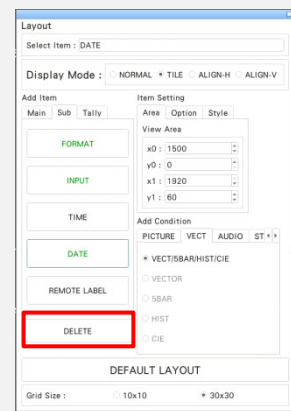 Layout
Select Item : DATE
Display Mode : NORMAL TILE ALIGN-H ALIGN-V
Add Item
Main Sub Tally
FORMAT
INPUT
TIME
DATE
REMOTE LABEL
DELETE
Item Setting
Area Option Style
View Area
x0 : 1500
y0 : 0
x1 : 1920
y1 : 60
Add Condition
PICTURE VECT AUDIO ST
VECT/5BAR/HIST/CIE
VECTOR
5BAR
HIST
CIE
DEFAULT LAYOUT
Grid Size : 10x10 30x30